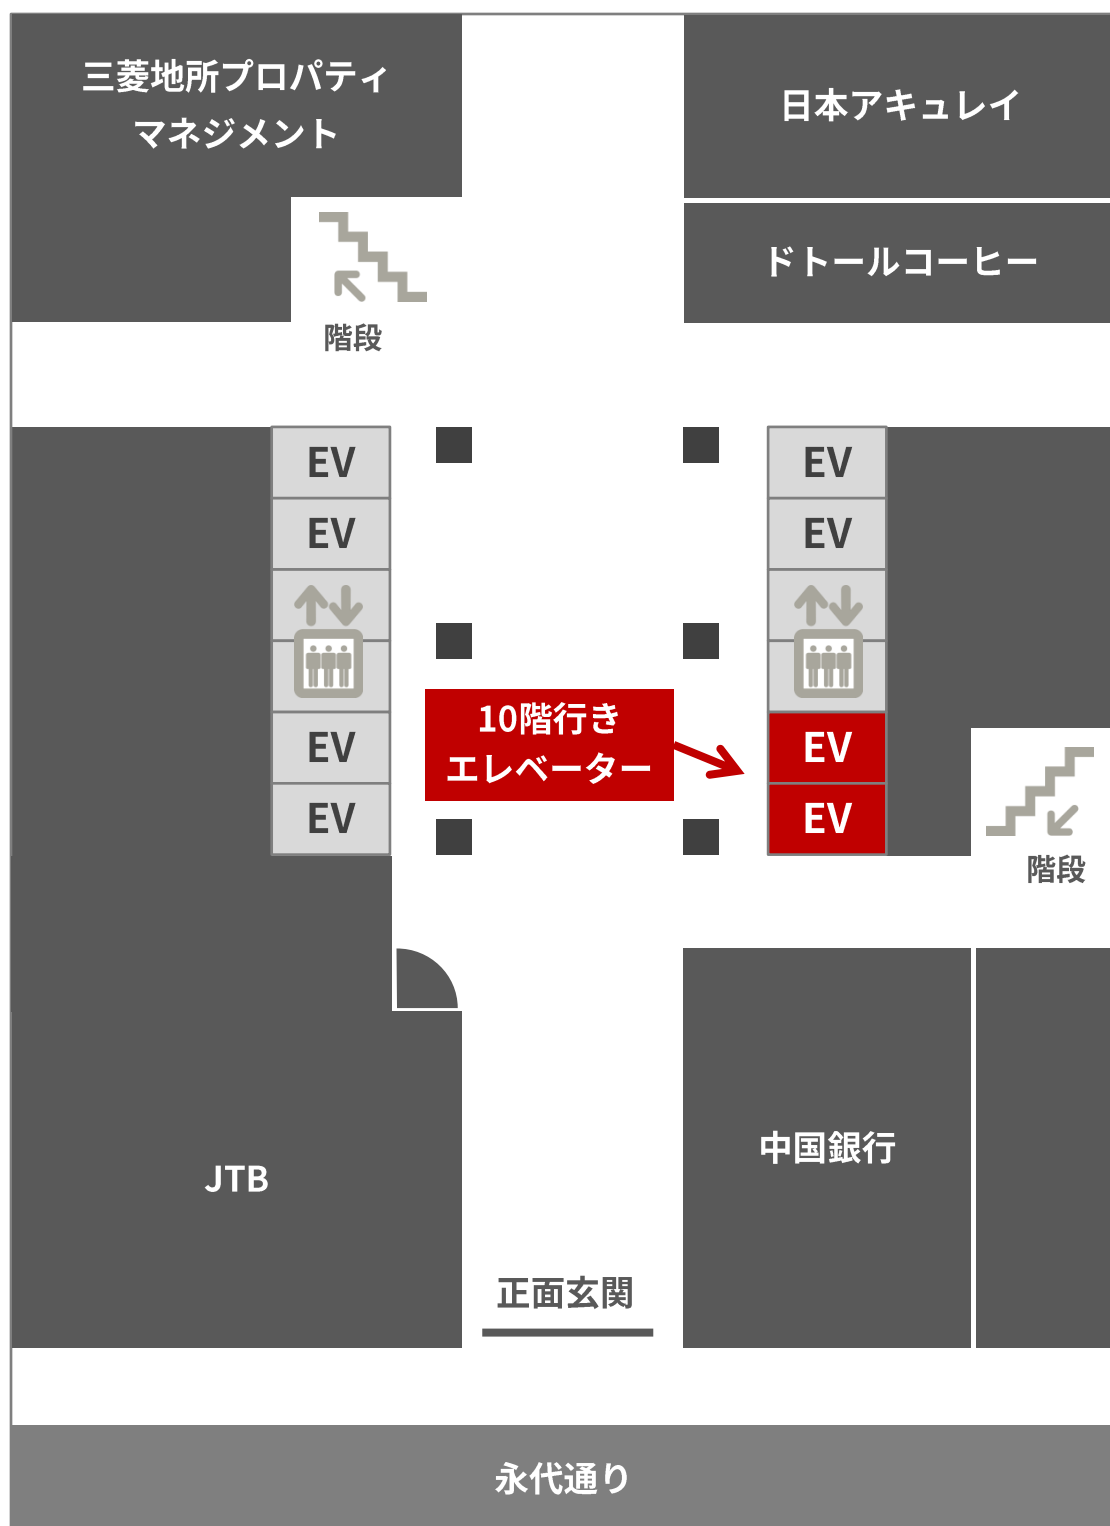 三菱地所プロパティ
マネジメント
日本アキュレイ
ドトールコーヒー
階段
EV
EV
EV
EV
EV
EV
10階行き
エレベーター
EV
EV
階段
JTB
中国銀行
正面玄関
永代通り